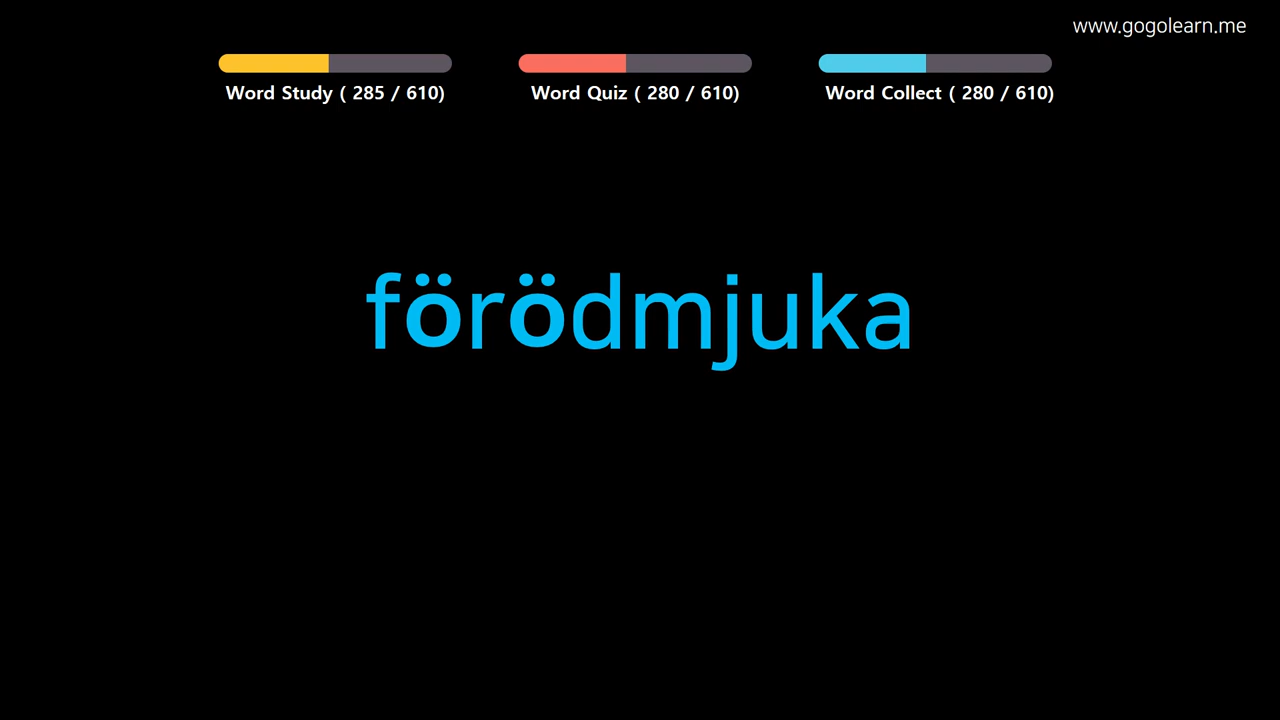 www.gogolearn.me
Word Study ( 285 / 610)
Word Quiz ( 280 / 610)
Word Collect ( 280 / 610)
förödmjuka